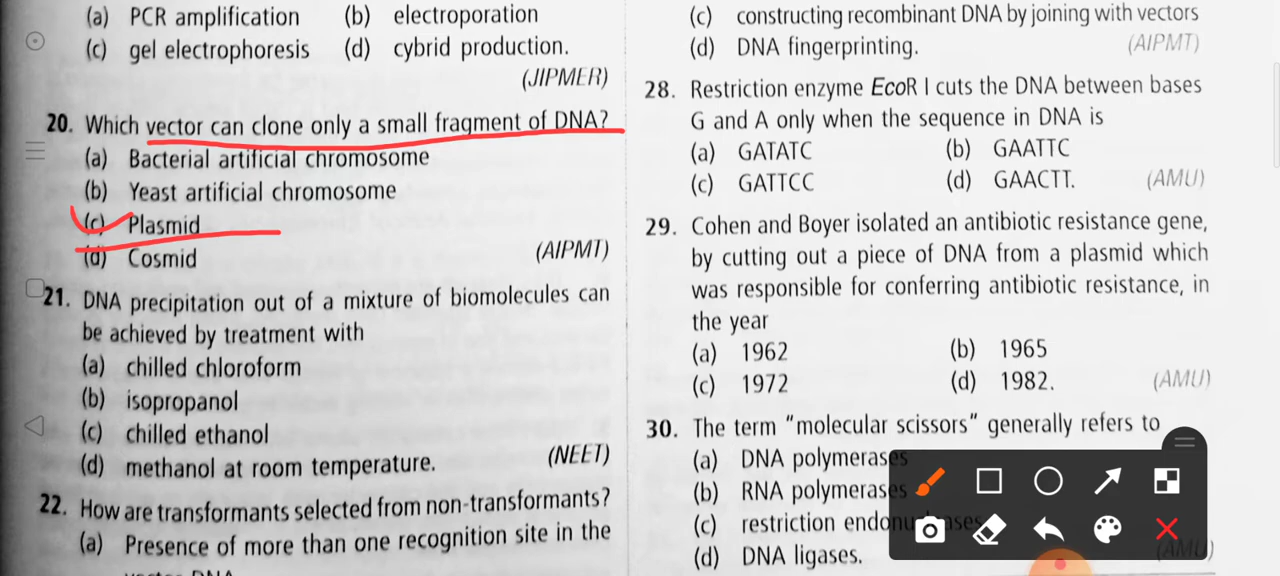 (a) PCR amplification (b) electroporation
(c) gel electrophoresis (d) cybrid production.
(JIPMER)
20. Which vector can clone only a small fragment of DNA?
(a) Bacterial artificial chromosome
(b) Yeast artificial chromosome
(c) Plasmid
(d) Cosmid (AIPMT)
21. DNA precipitation out of a mixture of biomolecules can
be achieved by treatment with
(a) chilled chloroform
(b) isopropanol
(c) chilled ethanol
(d) methanol at room temperature. (NEET)
22. How are transformants selected from non-transformants?
(a) Presence of more than one recognition site in the
vector DNA
(c) constructing recombinant DNA by joining with vectors
(d) DNA fingerprinting. (AIPMT)
28. Restriction enzyme EcoR I cuts the DNA between bases
G and A only when the sequence in DNA is
(a) GATATC (b) GAATTC
(c) GATTCC (d) GAACTT. (AMU)
29. Cohen and Boyer isolated an antibiotic resistance gene,
by cutting out a piece of DNA from a plasmid which
was responsible for conferring antibiotic resistance, in
the year
(a) 1962 (b) 1965
(c) 1972 (d) 1982. (AMU)
30. The term “molecular scissors” generally refers to
(a) DNA polymerases
(b) RNA polymerases
(c) restriction endonucleases
(d) DNA ligases. (AMU)